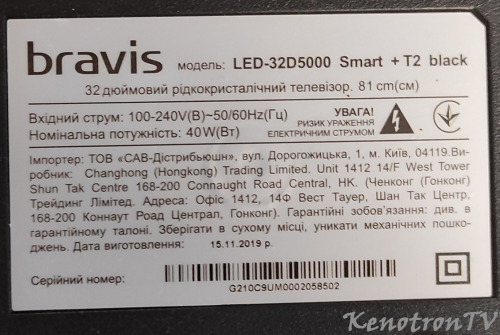 bravis модель: LED-32D5000 Smart + T2 black
32 дюймовий рідкокристалічний телевізор. 81 cm(см)
Вхідний струм: 100-240V(В)~50/60Hz(Гц)
Номінальна потужність: 40W(Вт)
УВАГА!
РИЗИК УРАЖЕННЯ
ЕЛЕКТРИЧНИМ СТРУМОМ
Імпортер: ТОВ «САВ-Дістрибьюшн», вул. Дорогожицька, 1, м. Київ, 04119.Ви-
робник: Changhong (Hongkong) Trading Limited. Unit 1412 14/F West Tower
Shun Tak Centre 168-200 Connaught Road Central, HK. (Ченконг (Гонконг)
Трейдинг Лімітед. Адреса: Офіс 1412, 14Ф Вест Тауер, Шан Так Центр,
168-200 Коннаут Роад Централ, Гонконг). Гарантійні зобов'язання: див. в
гарантійному талоні. Зберігати в сухому місці, уникати механічних пошкο-
джень.
Дата виготовлення: 15.11.2019 р.
Серійний номер:
G210C9UM0002058502
KenotronTV